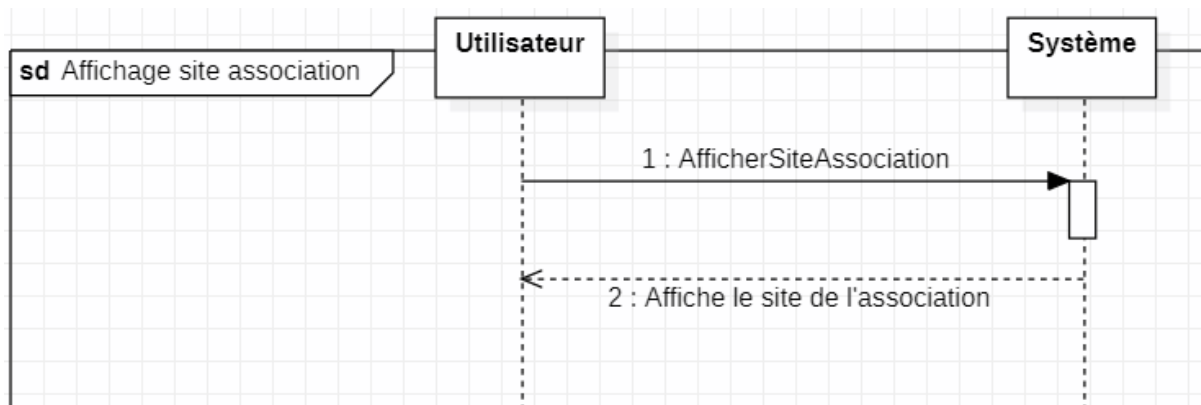 Utilisateur
Système
sd Affichage site association
1 : AfficherSiteAssociation
2 : Affiche le site de l'association